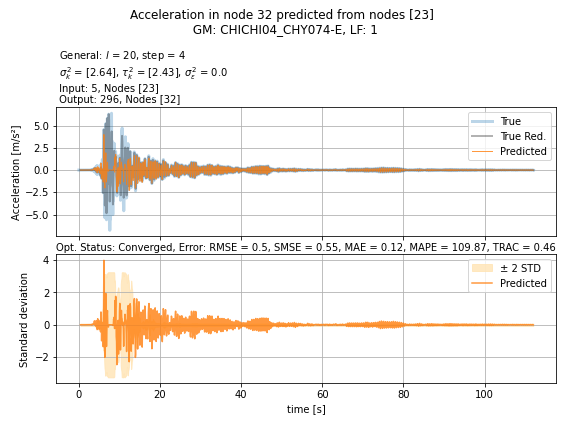 Acceleration in node 32 predicted from nodes [23]
GM: CHICHI04_CHY074-E, LF: 1
General: l = 20, step = 4
σ²ₖ = [2.64], τ²ₖ = [2.43], σ²ε = 0.0
Input: 5, Nodes [23]
Output: 296, Nodes [32]
Acceleration [m/s²]
5.0
2.5
0.0
−2.5
−5.0
True
True Red.
Predicted
Opt. Status: Converged, Error: RMSE = 0.5, SMSE = 0.55, MAE = 0.12, MAPE = 109.87, TRAC = 0.46
Standard deviation
4
2
0
−2
± 2 STD
Predicted
0 20 40 60 80 100
time [s]